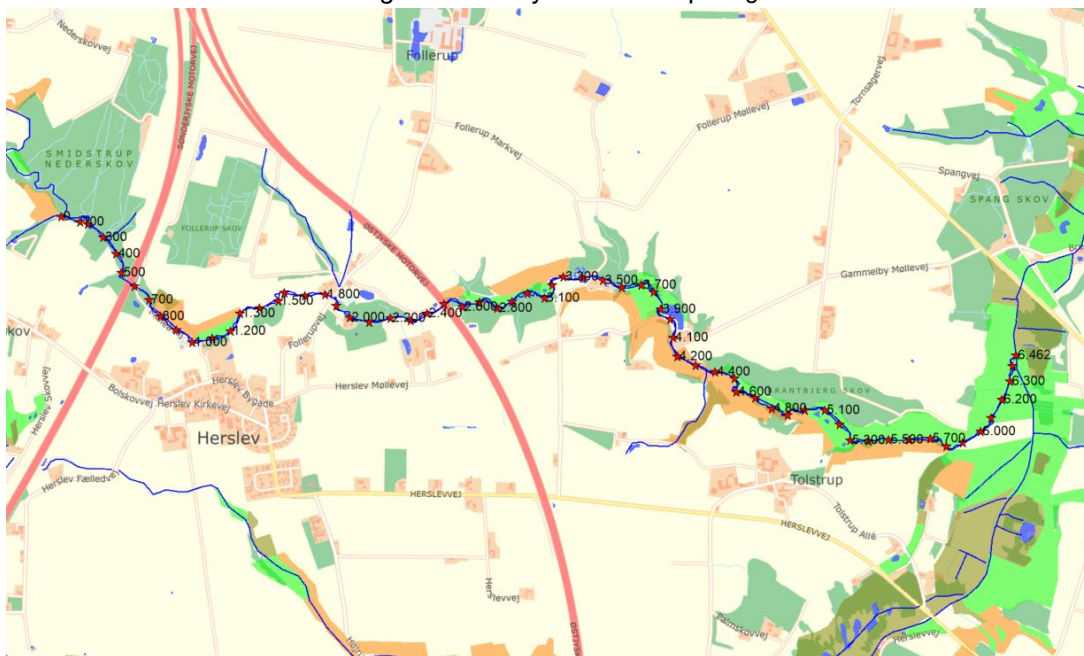 Nederskovvej
SØNDERJYSKE MOTORVEJ
Follerup
Tornsagervej
Follerup Møllevej
Follerup Markvej
SMIDSTRUP
NEDERSKOV
Spangvej
SPANG SKOV
FOLLERUP SKOV
ØSTJYSKE MOTORVEJ
Gammelby Møllevej
0
300
400
500
700
800
1.000
1.200
1.300
1.500
1.800
2.000
2.200
2.400
2.600
2.800
3.100
3.300
3.500
3.700
3.900
4.100
4.200
4.400
4.600
4.800
5.100
5.300
5.500
5.700
6.200
6.300
6.462
Follerupvej
Herslev Møllevej
Bolskovvej
Herslev Bygade
Herslev Kirkevej
Herslev Skovvej
Herslev
Herslev Fælledvej
HERSLEVVEJ
Tolstrup
Tolstrup Allé
HERSLEVVEJ
Palmskovvej
Herslevvej